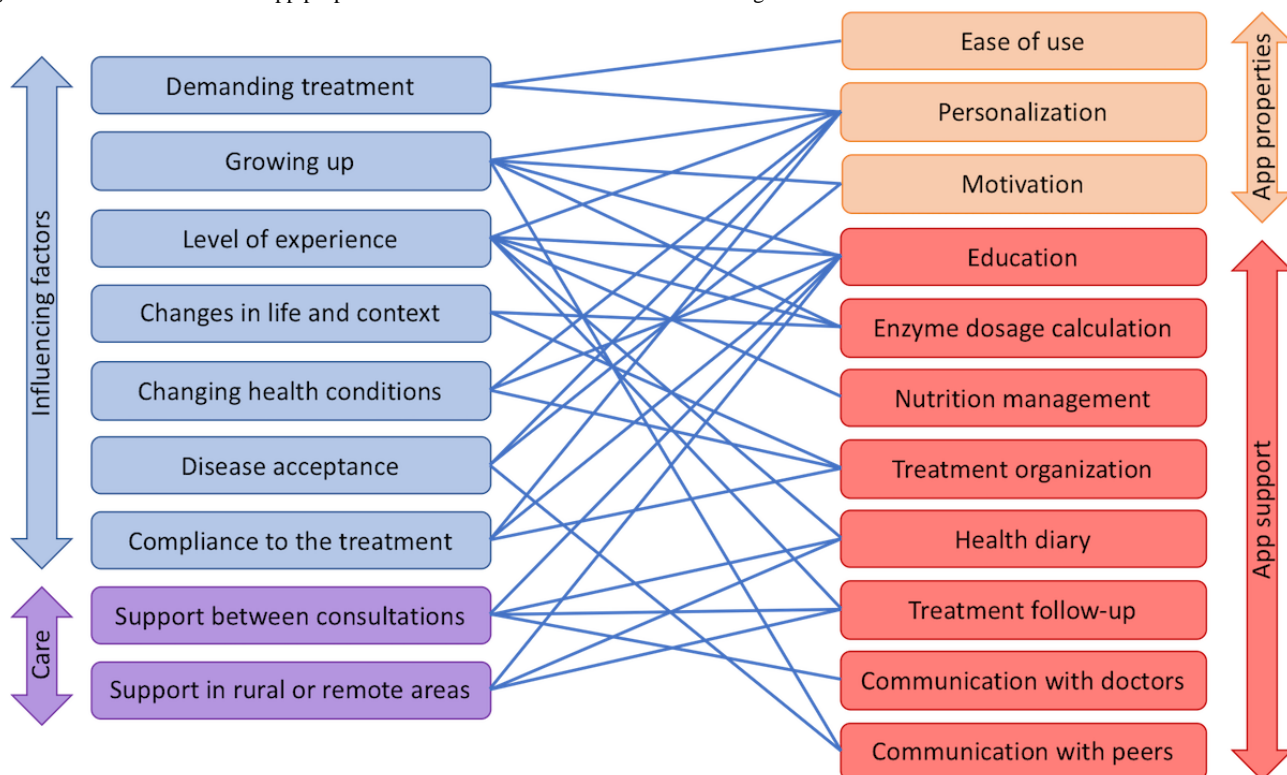 Influencing factors
Demanding treatment
Growing up
Level of experience
Changes in life and context
Changing health conditions
Disease acceptance
Compliance to the treatment
Care
Support between consultations
Support in rural or remote areas
Ease of use
Personalization
Motivation
App properties
Education
Enzyme dosage calculation
Nutrition management
Treatment organization
Health diary
Treatment follow-up
Communication with doctors
Communication with peers
App support